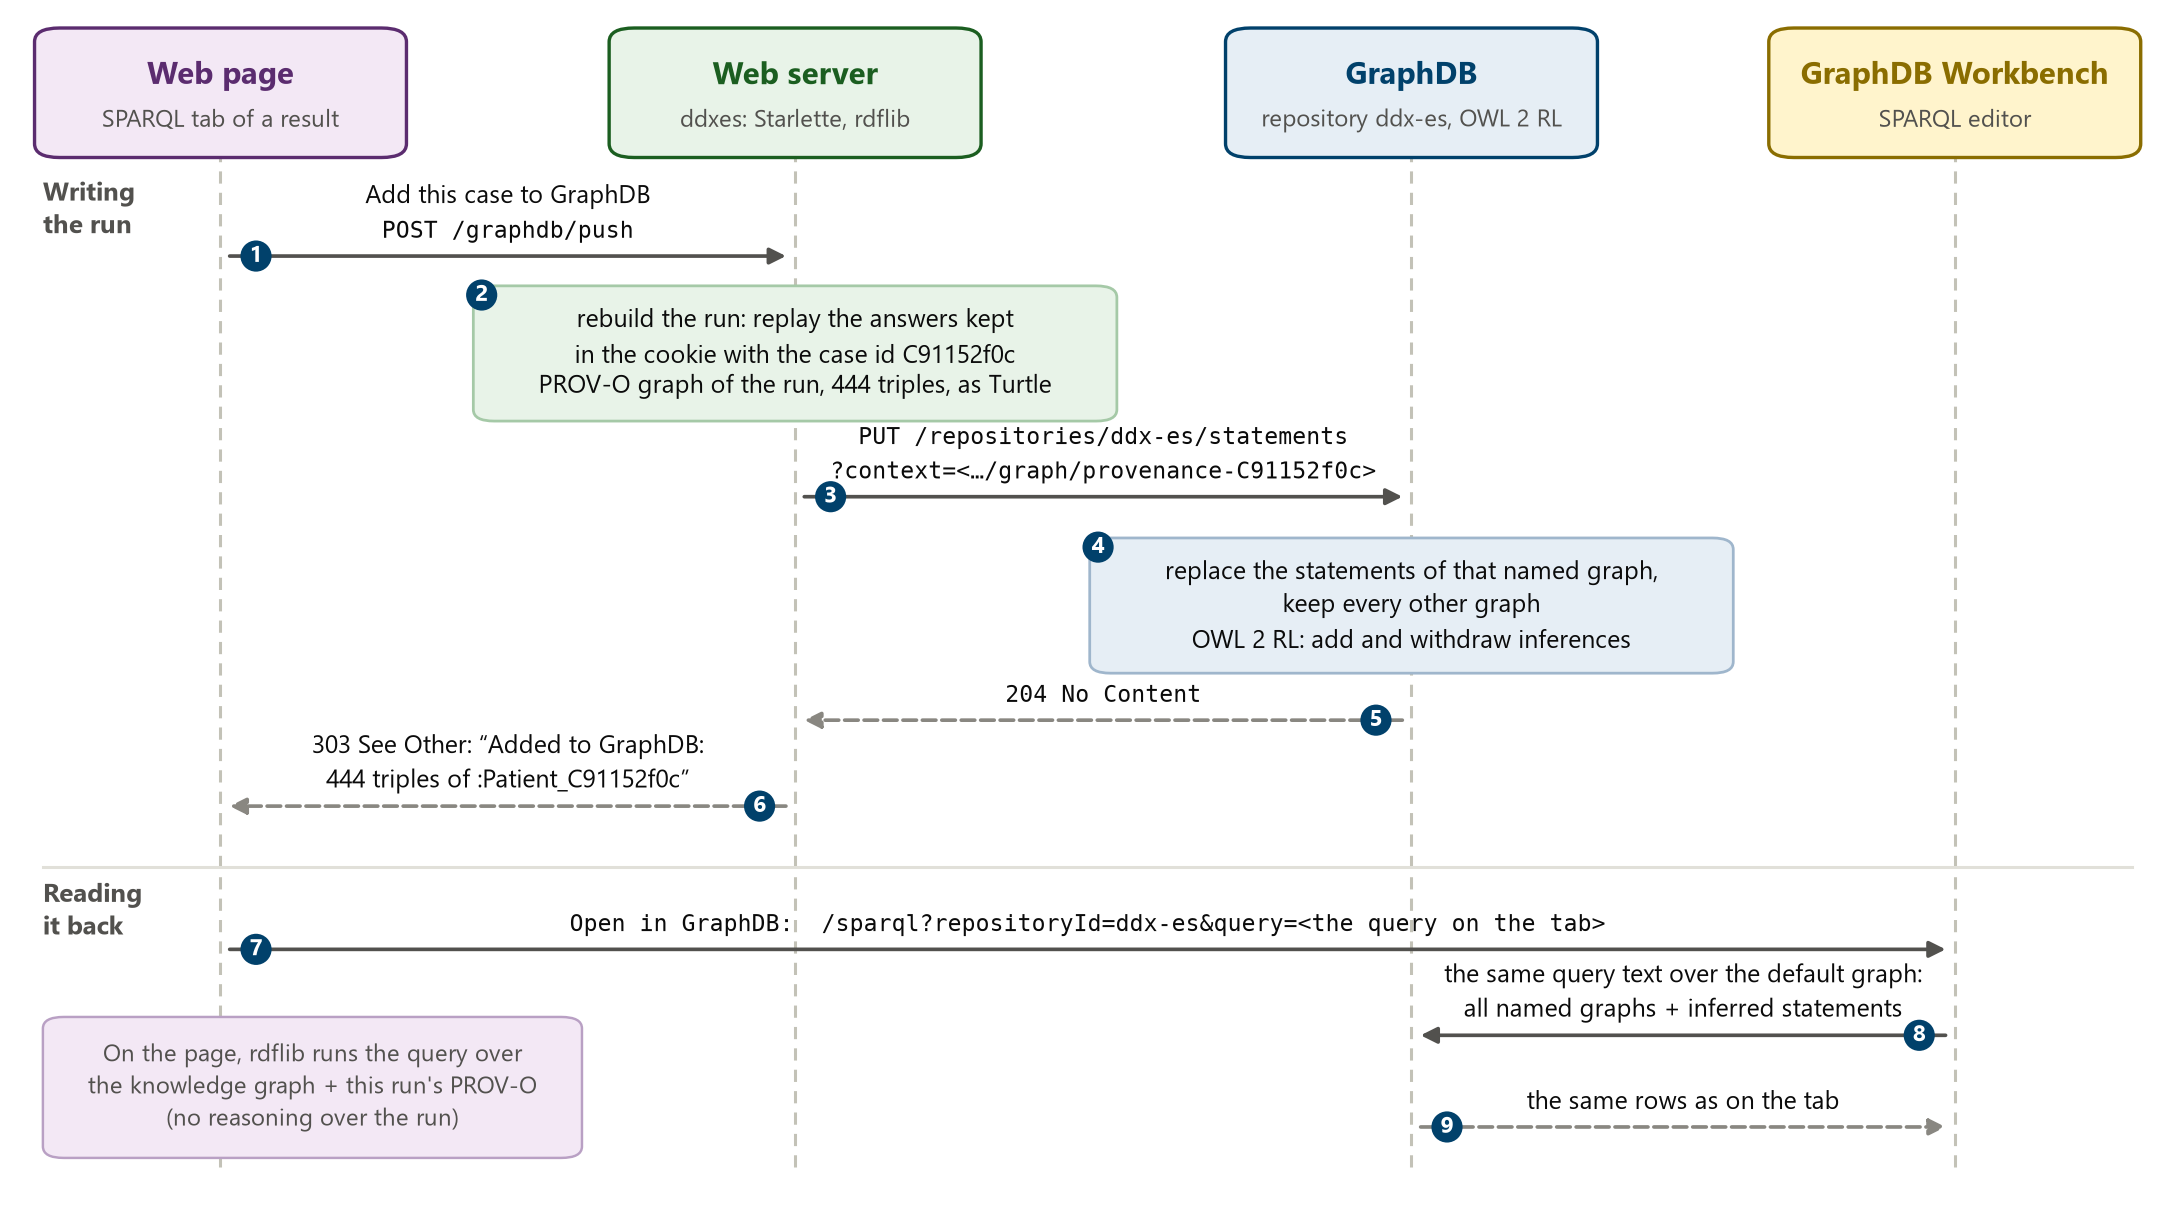 Web page
SPARQL tab of a result
Web server
ddxes: Starlette, rdflib
GraphDB
repository ddx-es, OWL 2 RL
GraphDB Workbench
SPARQL editor
Writing
the run
Add this case to GraphDB
POST /graphdb/push
1
2
rebuild the run: replay the answers kept
in the cookie with the case id C91152f0c
PROV-O graph of the run, 444 triples, as Turtle
PUT /repositories/ddx-es/statements
?context=<…/graph/provenance-C91152f0c>
3
4
replace the statements of that named graph,
keep every other graph
OWL 2 RL: add and withdraw inferences
204 No Content
5
303 See Other: “Added to GraphDB:
444 triples of :Patient_C91152f0c”
6
Reading
it back
Open in GraphDB:  /sparql?repositoryId=ddx-es&query=<the query on the tab>
7
the same query text over the default graph:
all named graphs + inferred statements
8
On the page, rdflib runs the query over
the knowledge graph + this run's PROV-O
(no reasoning over the run)
the same rows as on the tab
9